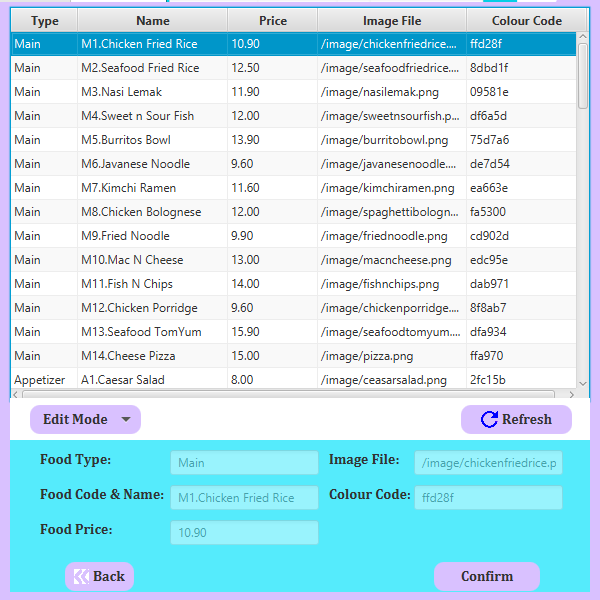 Type Name Price Image File Colour Code
Main M1.Chicken Fried Rice 10.90 /image/chickenfriedrice.... ffd28f
Main M2.Seafood Fried Rice 12.50 /image/seafoodfriedrice.... 8dbd1f
Main M3.Nasi Lemak 11.90 /image/nasilemak.png 09581e
Main M4.Sweet n Sour Fish 12.00 /image/sweetnsourfish.p... df6a5d
Main M5.Burritos Bowl 13.90 /image/burritobowl.png 75d7a6
Main M6.Javanese Noodle 9.60 /image/javanesenoodle.... de7d54
Main M7.Kimchi Ramen 11.60 /image/kimchiramen.png ea663e
Main M8.Chicken Bolognese 12.00 /image/spaghettibologn... fa5300
Main M9.Fried Noodle 9.90 /image/friednoodle.png cd902d
Main M10.Mac N Cheese 13.00 /image/macncheese.png edc95e
Main M11.Fish N Chips 14.00 /image/fishnchips.png dab971
Main M12.Chicken Porridge 9.60 /image/chickenporridge.... 8f8ab7
Main M13.Seafood TomYum 15.90 /image/seafoodtomyum.... dfa934
Main M14.Cheese Pizza 15.00 /image/pizza.png ffa970
Appetizer A1.Caesar Salad 8.00 /image/ceasarsalad.png 2fc15b
Edit Mode Refresh
Food Type: Main Image File: /image/chickenfriedrice.p
Food Code & Name: M1.Chicken Fried Rice Colour Code: ffd28f
Food Price: 10.90
Back Confirm